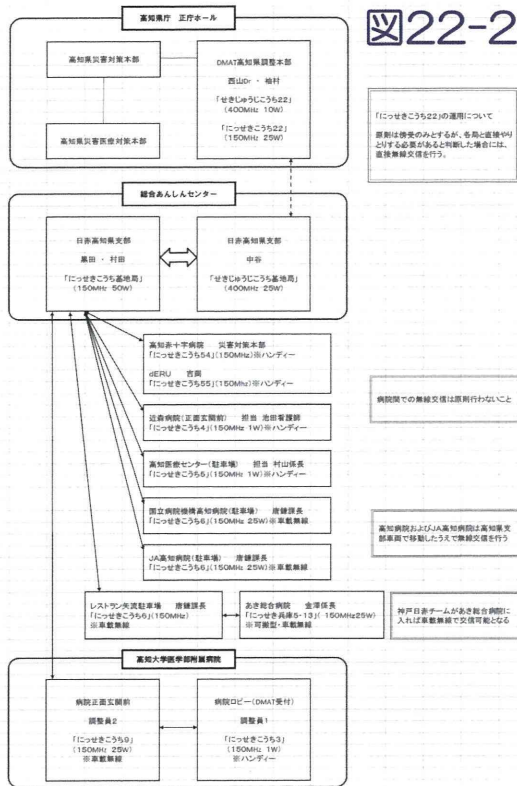 図22-2
高知県庁 正庁ホール
高知県災害対策本部
高知県災害医療対策本部
DMAT高知県調整本部
西山Dr ・ 楠村
「せきじゅうじこうち22」
(400MHz 10W)
「にっせきこうち22」
(150MHz 25W)
「にっせきこうち22」の運用について
原則は傍受のみとするが、各局と直接やり
とりする必要があると判断した場合には、
直接無線交信を行う。
総合あんしんセンター
日赤高知県支部
黒田 ・ 村田
「にっせきこうち基地局」
(150MHz 50W)
日赤高知県支部
中谷
「せきじゅうじこうち基地局」
(400MHz 25W)
高知赤十字病院 災害対策本部
「にっせきこうち54」(150MHz)※ハンディー
dERU 吉岡
「にっせきこうち55」(150Mhz)※ハンディー
近森病院(正面玄関前) 担当 池田看護師
「にっせきこうち4」(150MHz 1W)※ハンディー
高知医療センター(駐車場) 担当 村山係長
「にっせきこうち5」(150MHz 1W)※ハンディー
国立病院機構高知病院(駐車場) 唐鎌課長
「にっせきこうち6」(150MHz 25W)※車載無線
JA高知病院(駐車場) 唐鎌課長
「にっせきこうち6」(150MHz 25W)※車載無線
病院間での無線交信は原則行わないこと
高知病院およびJA高知病院は高知県支
部車両で移動したうえで無線交信を行う
レストラン矢流駐車場 唐鎌課長
「にっせきこうち6」(150MHz)
※車載無線
あき総合病院 金澤係長
「にっせき兵庫5-13」( 150MHz25W)
※可搬型・車載無線
神戸日赤チームがあき総合病院に
入れば車載無線で交信可能となる
高知大学医学部附属病院
病院正面玄関前
調整員2
「にっせきこうち9」
(150MHz 25W)
※車載無線
病院ロビー(DMAT受付)
調整員1
「にっせきこうち3」
(150MHz 1W)
※ハンディー